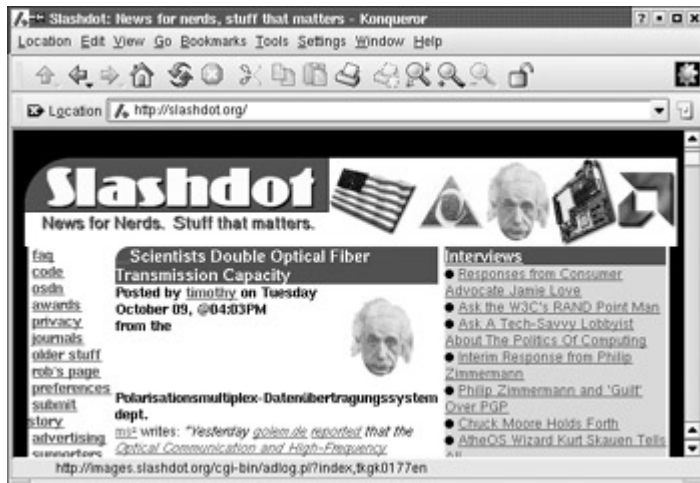 Slashdot: News for nerds, stuff that matters - Konqueror
Location Edit View Go Bookmarks Tools Settings Window Help
Location http://slashdot.org/
Slashdot
News for Nerds. Stuff that matters.
faq
code
osdn
awards
privacy
journals
older stuff
rob's page
preferences
submit
story
advertising
supporters
Scientists Double Optical Fiber
Transmission Capacity
Posted by timothy on Tuesday
October 09, @04:03PM
from the
Polarisationsmultiplex-Datenübertragungssystem
dept.
ms² writes: "Yesterday golem.de reported that the
Optical Communication and High-Frequency
Interviews
Responses from Consumer
Advocate Jamie Love
Ask the W3C's RAND Point Man
Ask A Tech-Savvy Lobbyist
About The Politics Of Computing
Interim Response from Philip
Zimmermann
Philip Zimmermann and 'Guilt'
Over PGP
Chuck Moore Holds Forth
AtheOS Wizard Kurt Skauen Tells
All
http://images.slashdot.org/cgi-bin/adlog.pl?index,tkgk0177en